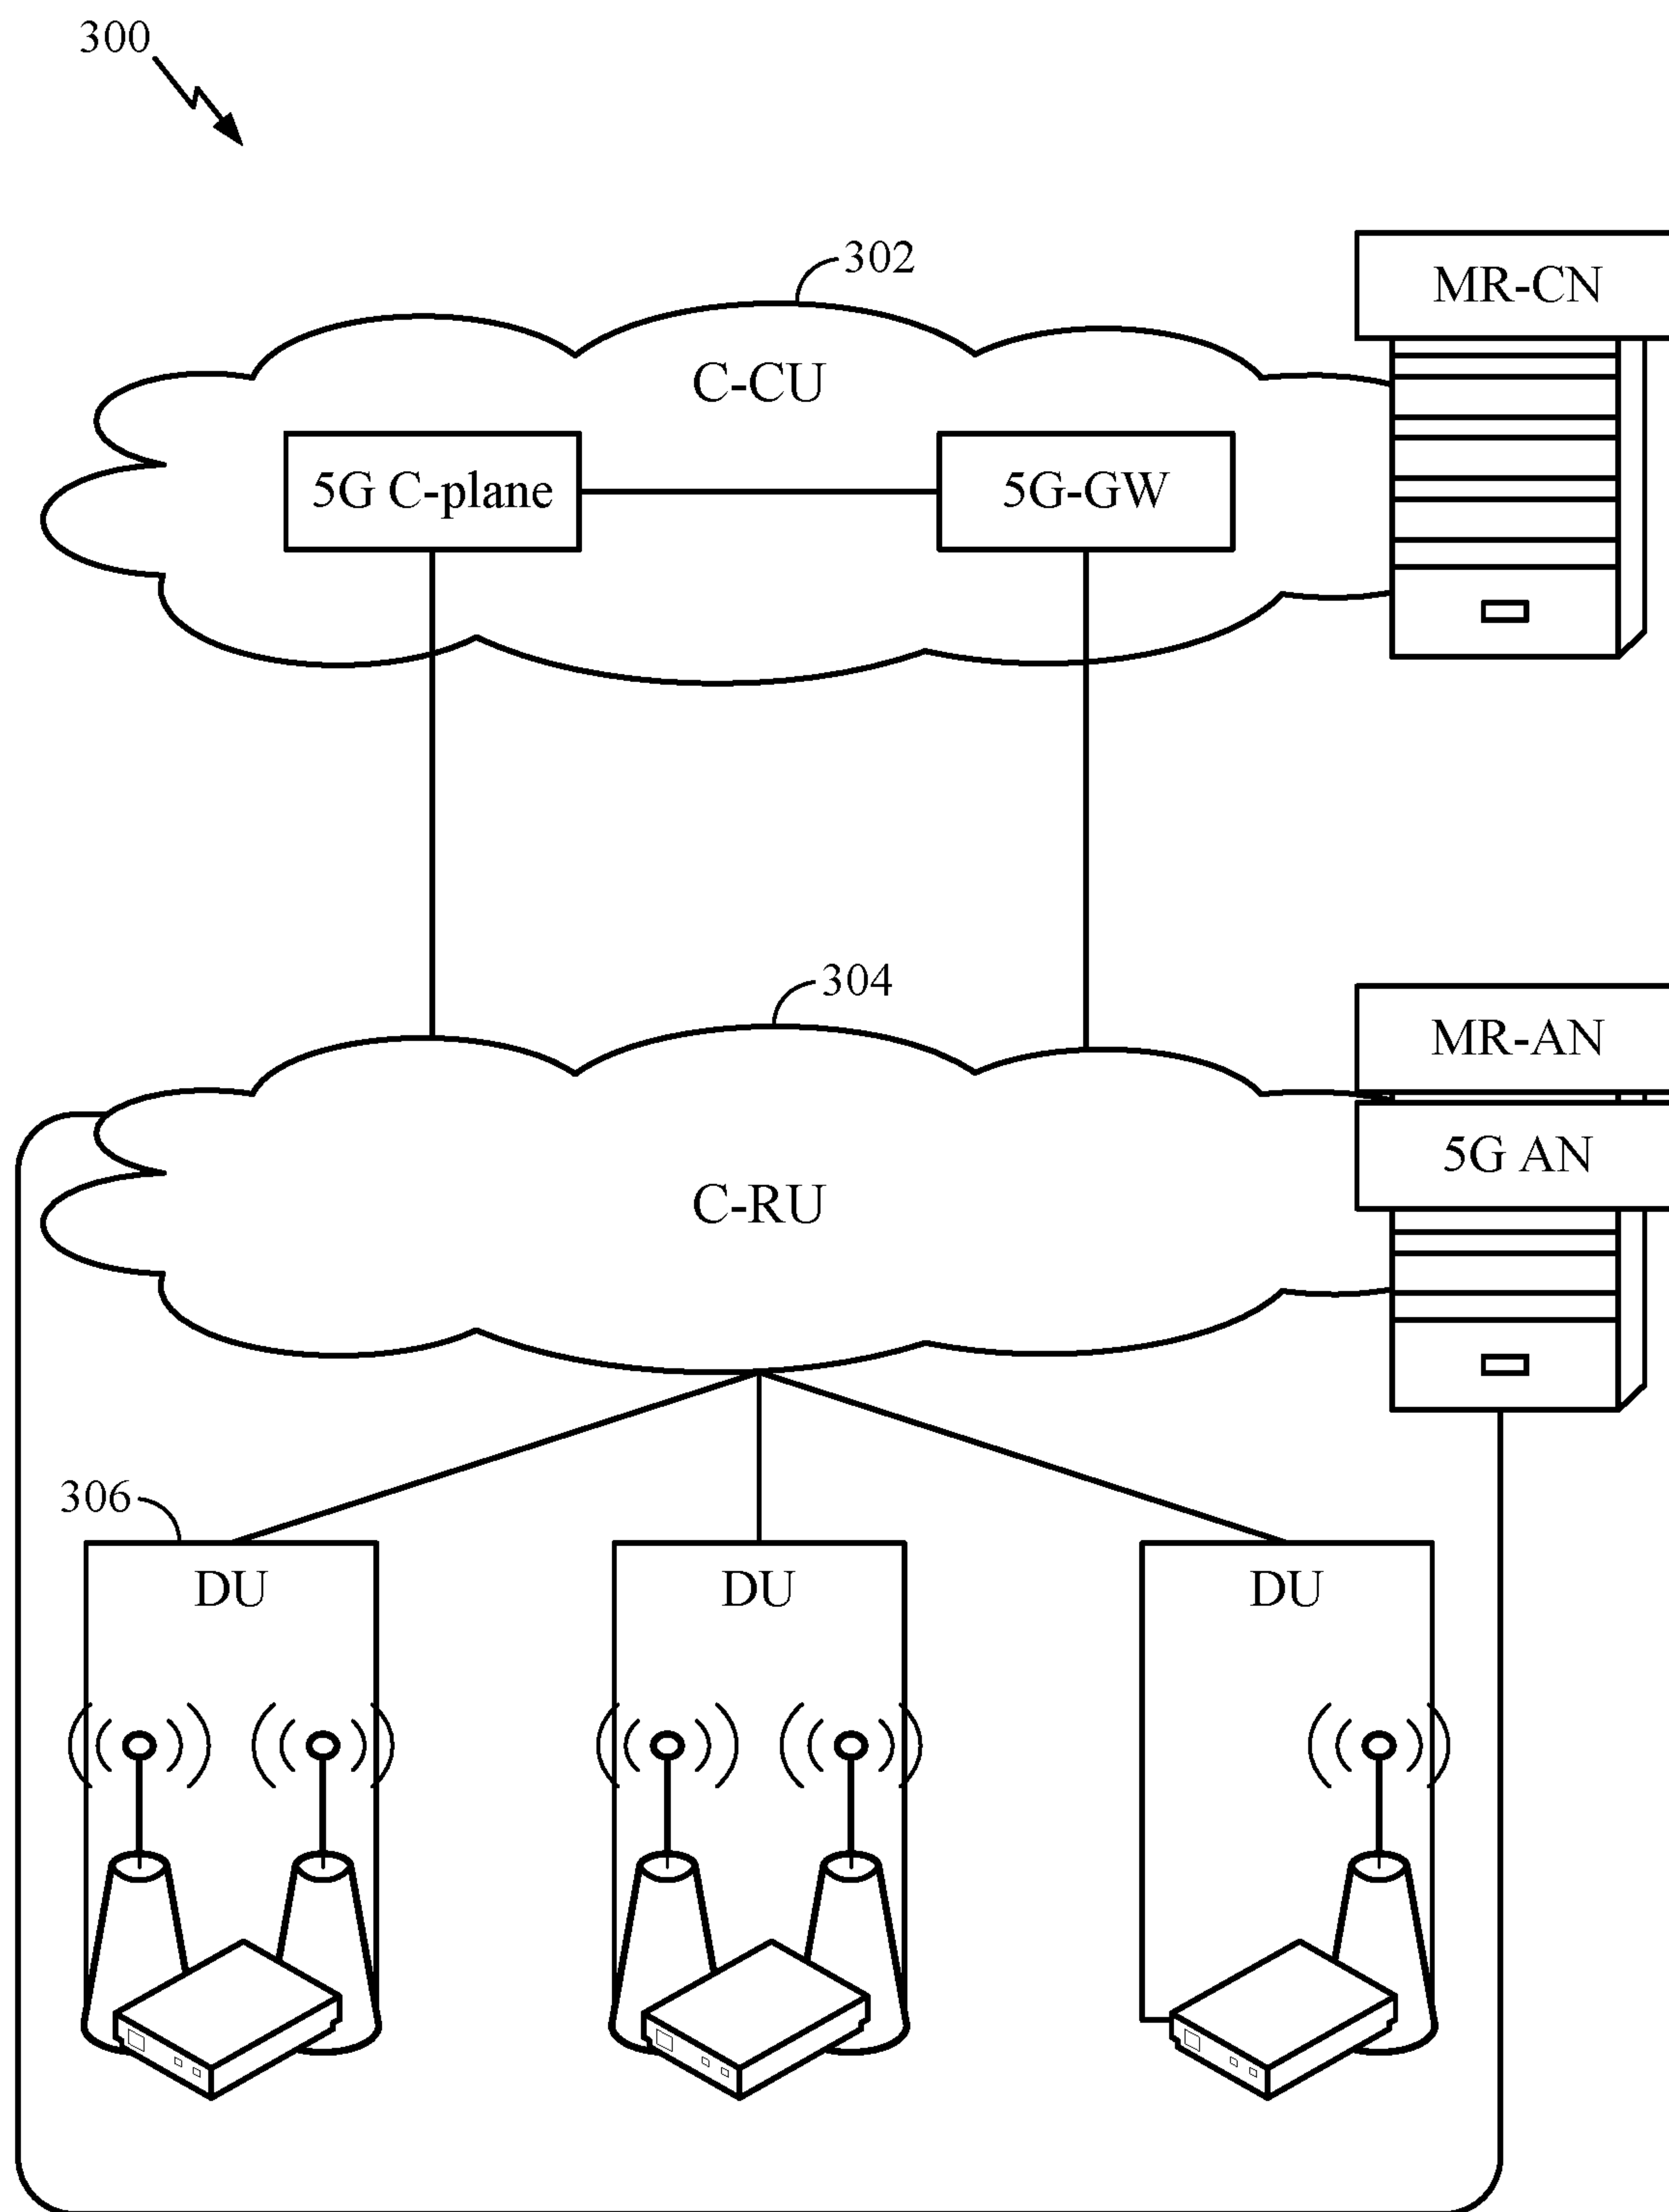 300
302
MR-CN
C-CU
5G C-plane
5G-GW
304
MR-AN
5G AN
C-RU
306
DU
DU
DU